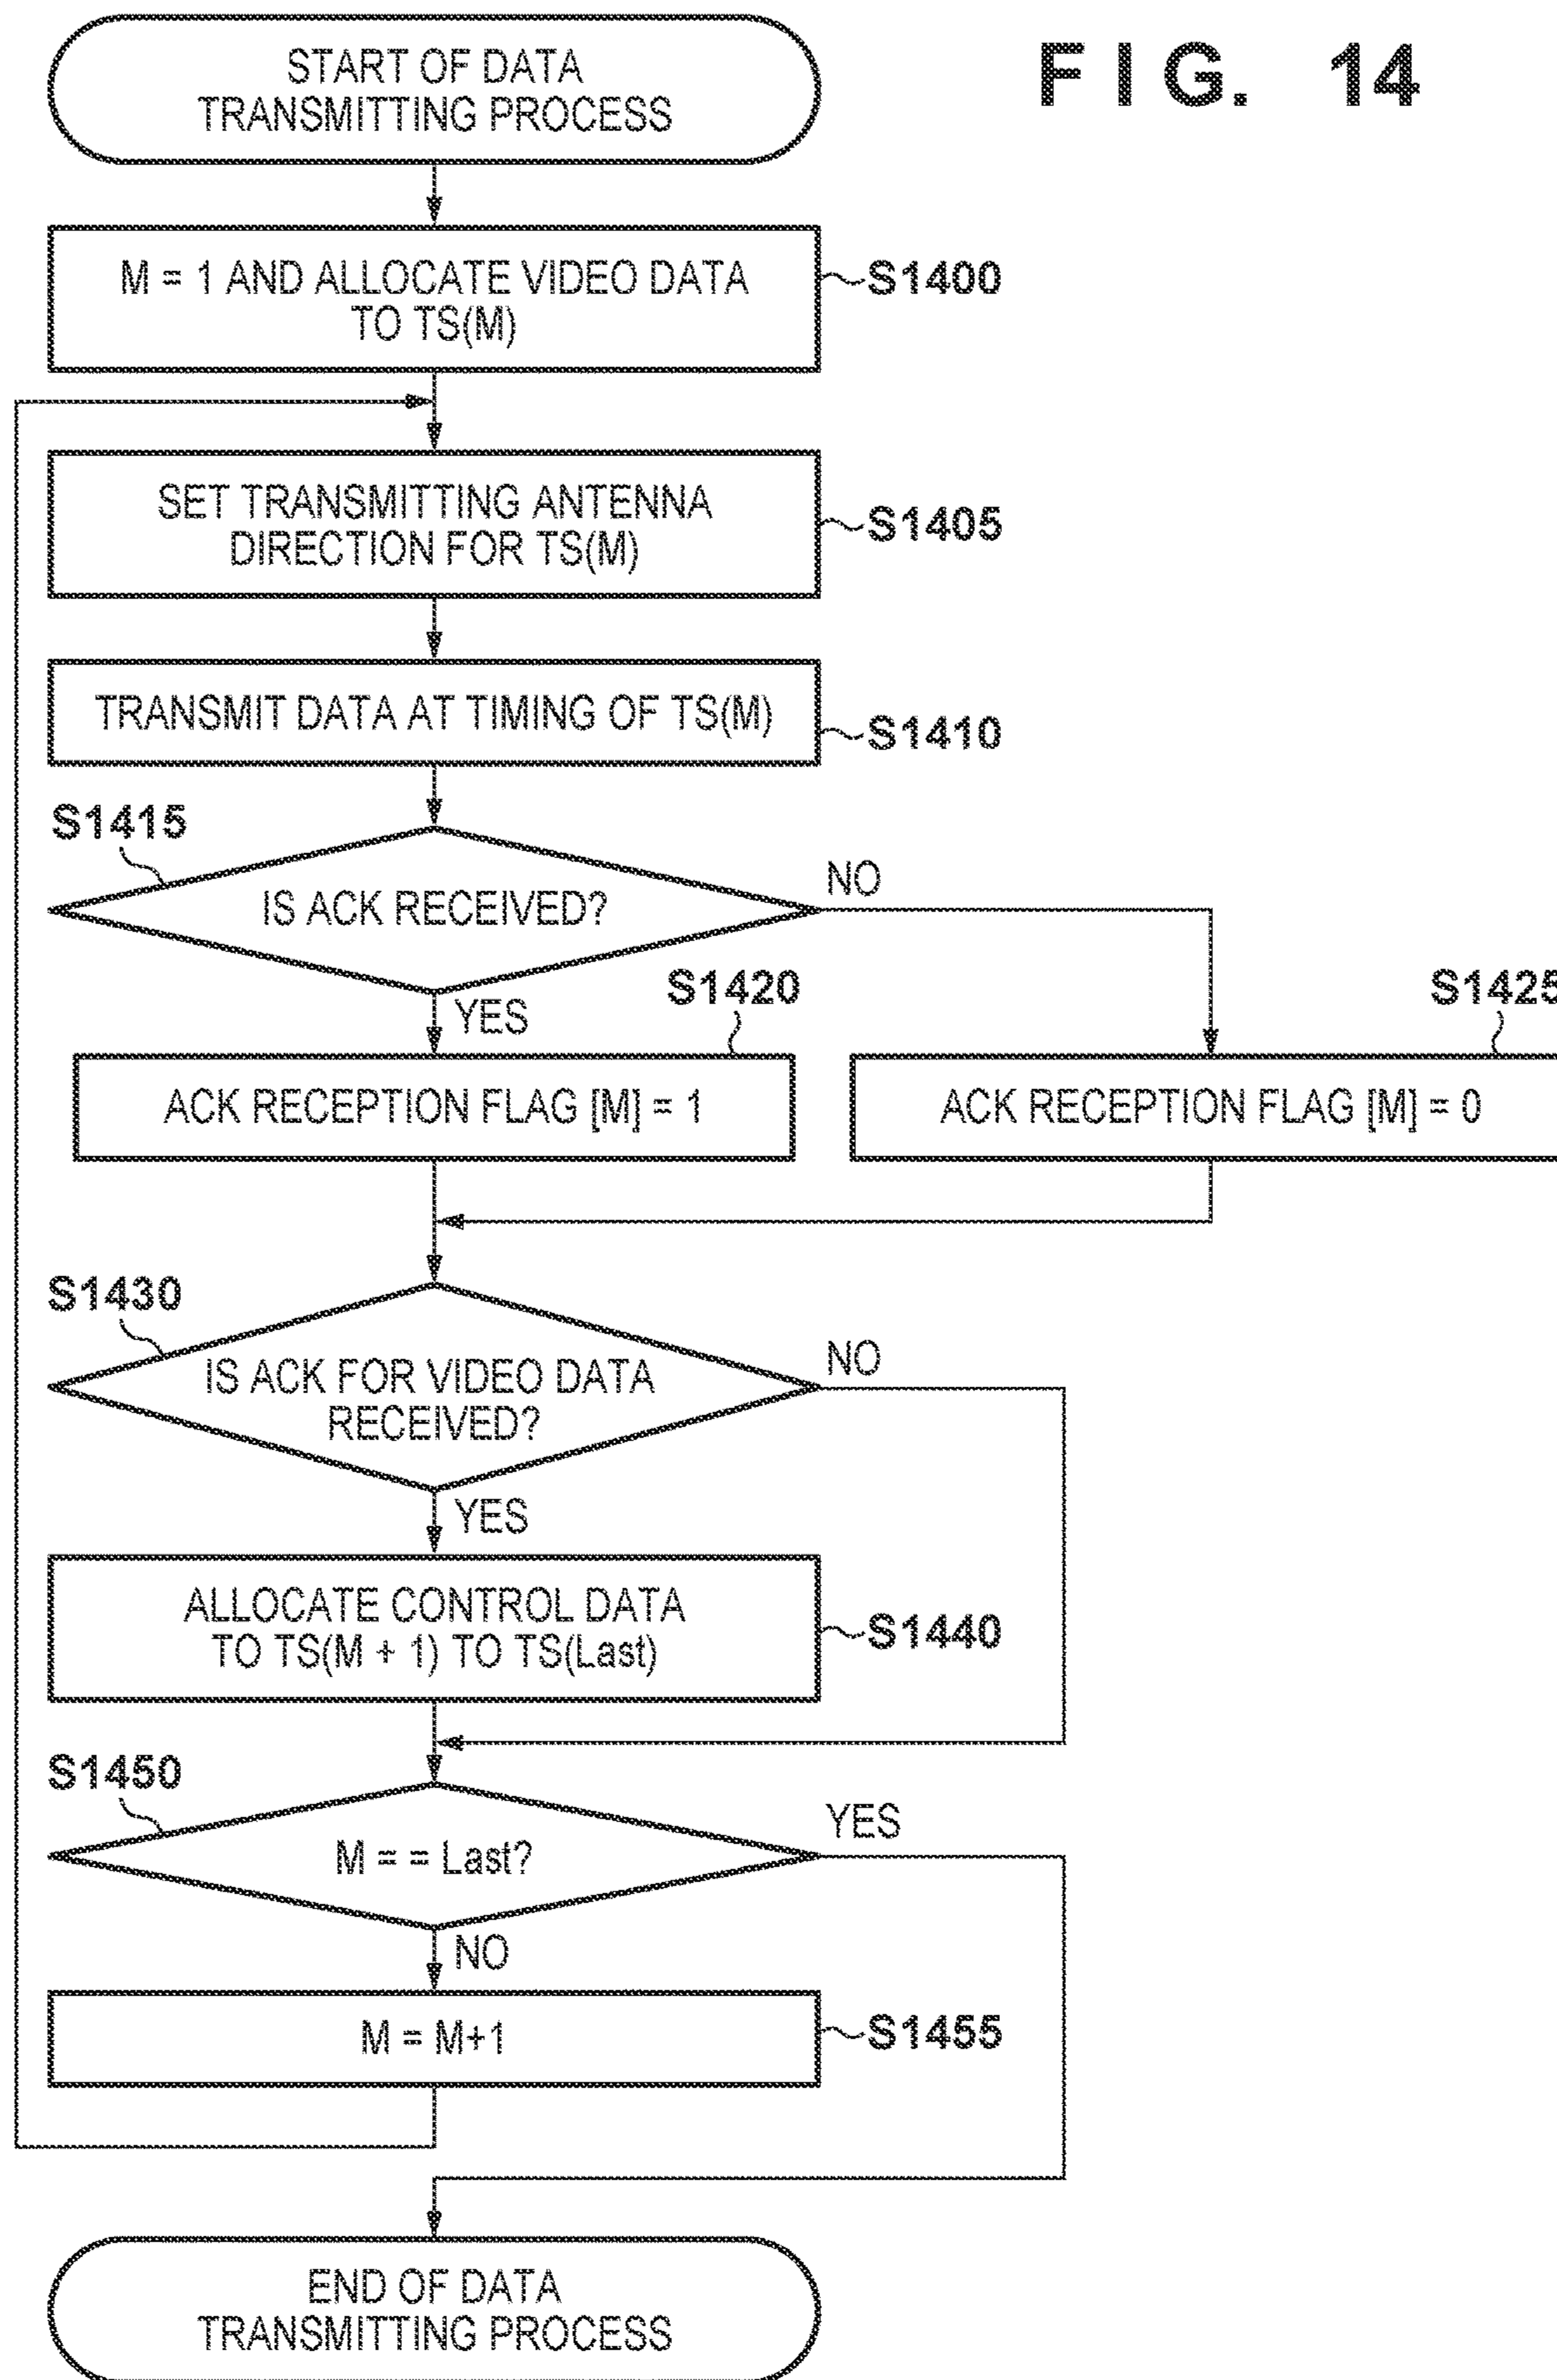 FIG. 14
START OF DATA
TRANSMITTING PROCESS
M = 1 AND ALLOCATE VIDEO DATA
TO TS(M)
S1400
SET TRANSMITTING ANTENNA
DIRECTION FOR TS(M)
S1405
TRANSMIT DATA AT TIMING OF TS(M)
S1410
S1415
IS ACK RECEIVED?
NO
YES
S1420
S1425
ACK RECEPTION FLAG [M] = 1
ACK RECEPTION FLAG [M] = 0
S1430
IS ACK FOR VIDEO DATA
RECEIVED?
NO
YES
ALLOCATE CONTROL DATA
TO TS(M + 1) TO TS(Last)
S1440
S1450
M = = Last?
YES
NO
M = M+1
S1455
END OF DATA
TRANSMITTING PROCESS